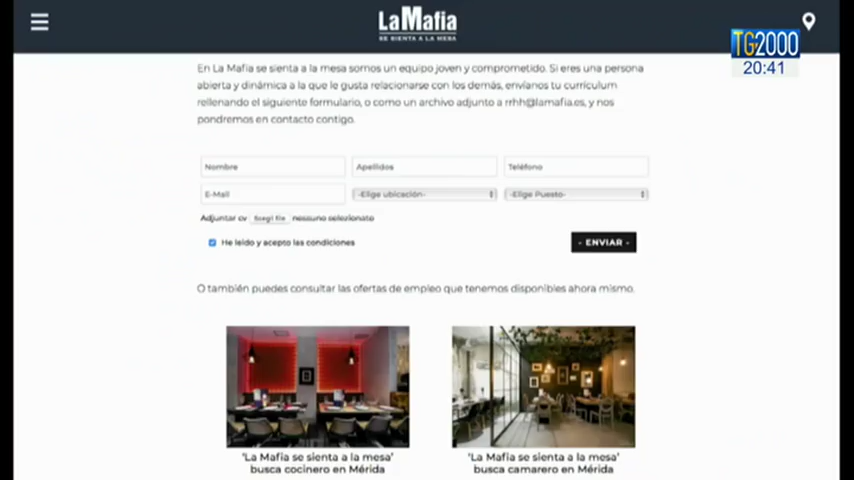 LaMafia
SE SIENTA A LA MESA
TG2000
20:41
En La Mafia se sienta a la mesa somos un equipo joven y comprometido. Si eres una persona
abierta y dinámica a la que le gusta relacionarse con los demás, envíanos tu currículum
rellenando el siguiente formulario, o como un archivo adjunto a rrhh@lamafia.es, y nos
pondremos en contacto contigo.
Nombre
Apellidos
Teléfono
E-Mail
-Elige ubicación-
-Elige Puesto-
Adjuntar cv Scegli file nessuno selezionato
He leído y acepto las condiciones
- ENVIAR -
O también puedes consultar las ofertas de empleo que tenemos disponibles ahora mismo.
'La Mafia se sienta a la mesa'
busca cocinero en Mérida
'La Mafia se sienta a la mesa'
busca camarero en Mérida